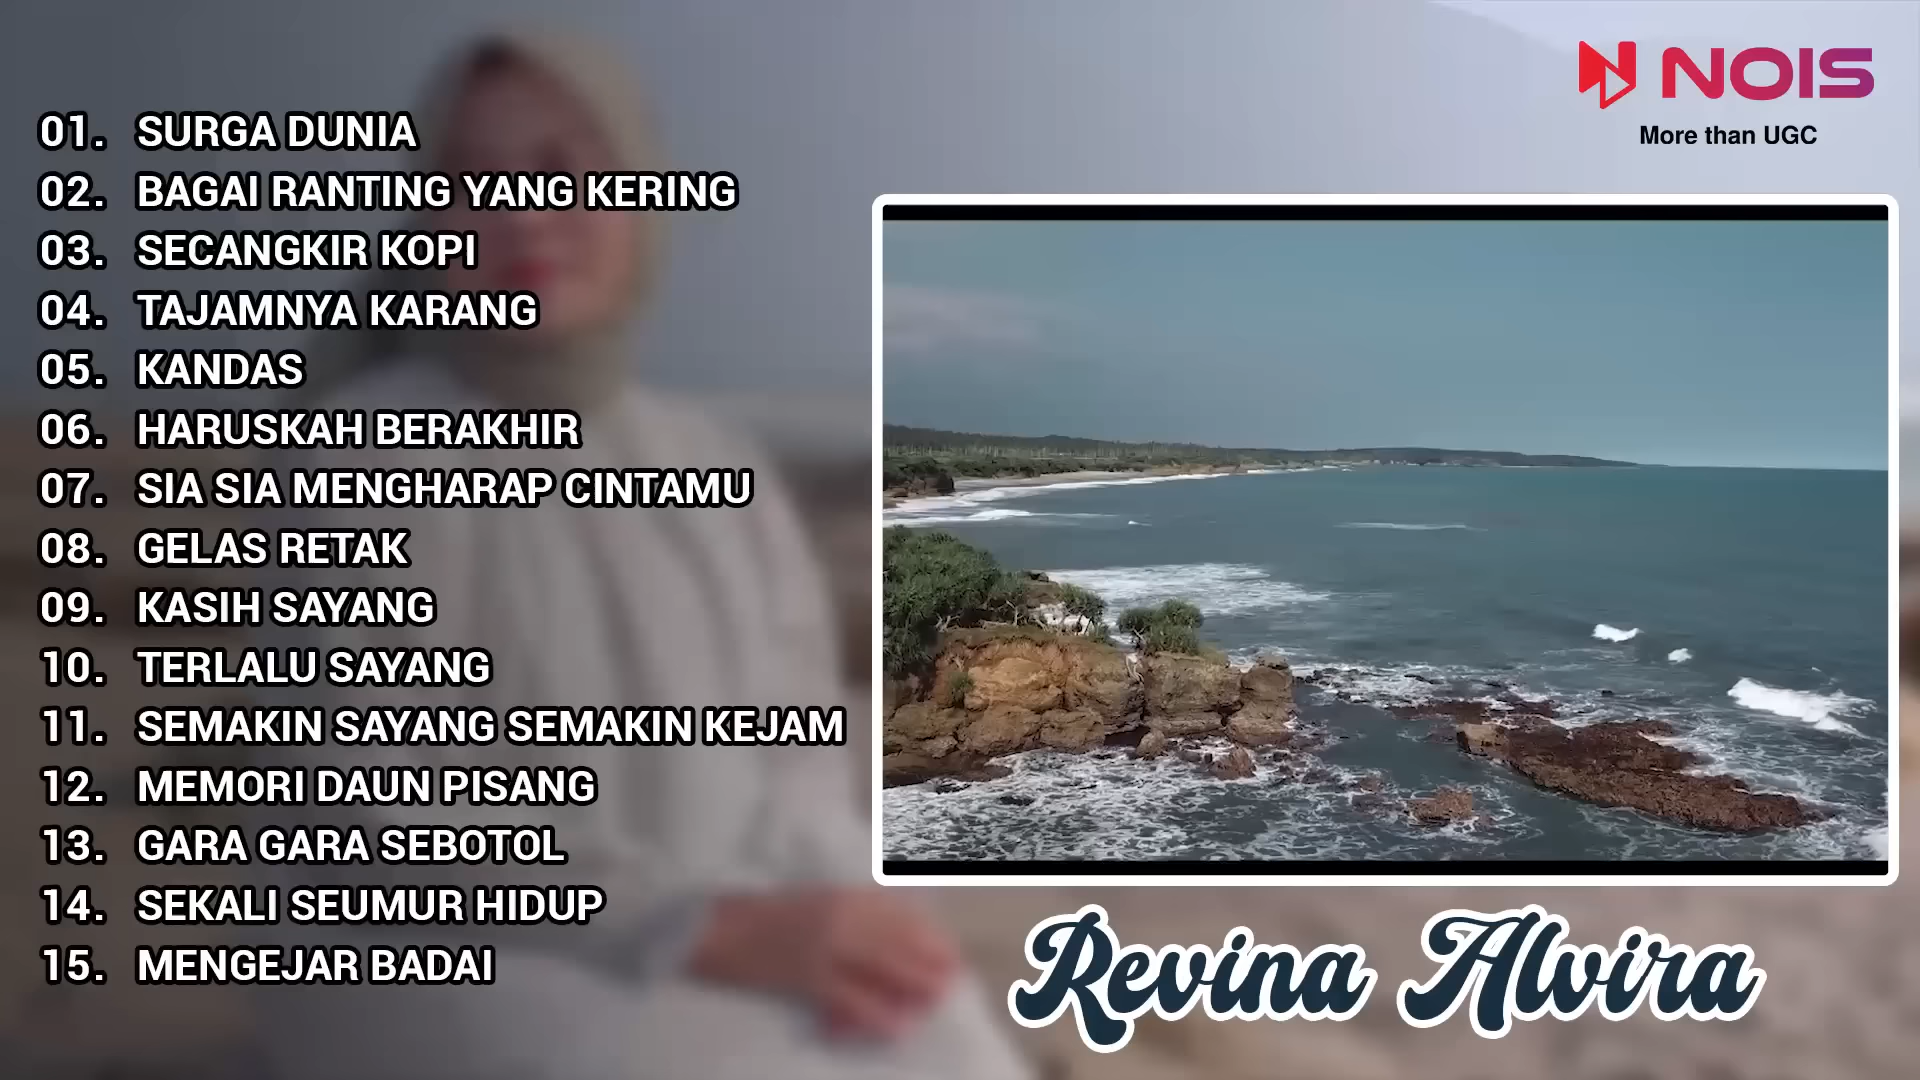 01. SURGA DUNIA
02. BAGAI RANTING YANG KERING
03. SECANGKIR KOPI
04. TAJAMNYA KARANG
05. KANDAS
06. HARUSKAH BERAKHIR
07. SIA SIA MENGHARAP CINTAMU
08. GELAS RETAK
09. KASIH SAYANG
10. TERLALU SAYANG
11. SEMAKIN SAYANG SEMAKIN KEJAM
12. MEMORI DAUN PISANG
13. GARA GARA SEBOTOL
14. SEKALI SEUMUR HIDUP
15. MENGEJAR BADAI
NOIS
More than UGC
Revina Alvira